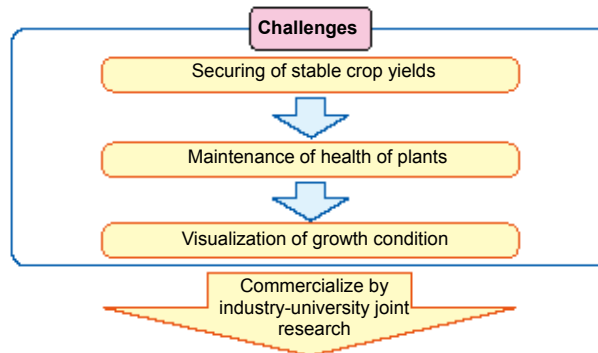 Challenges
Securing of stable crop yields
Maintenance of health of plants
Visualization of growth condition
Commercialize by
industry-university joint
research